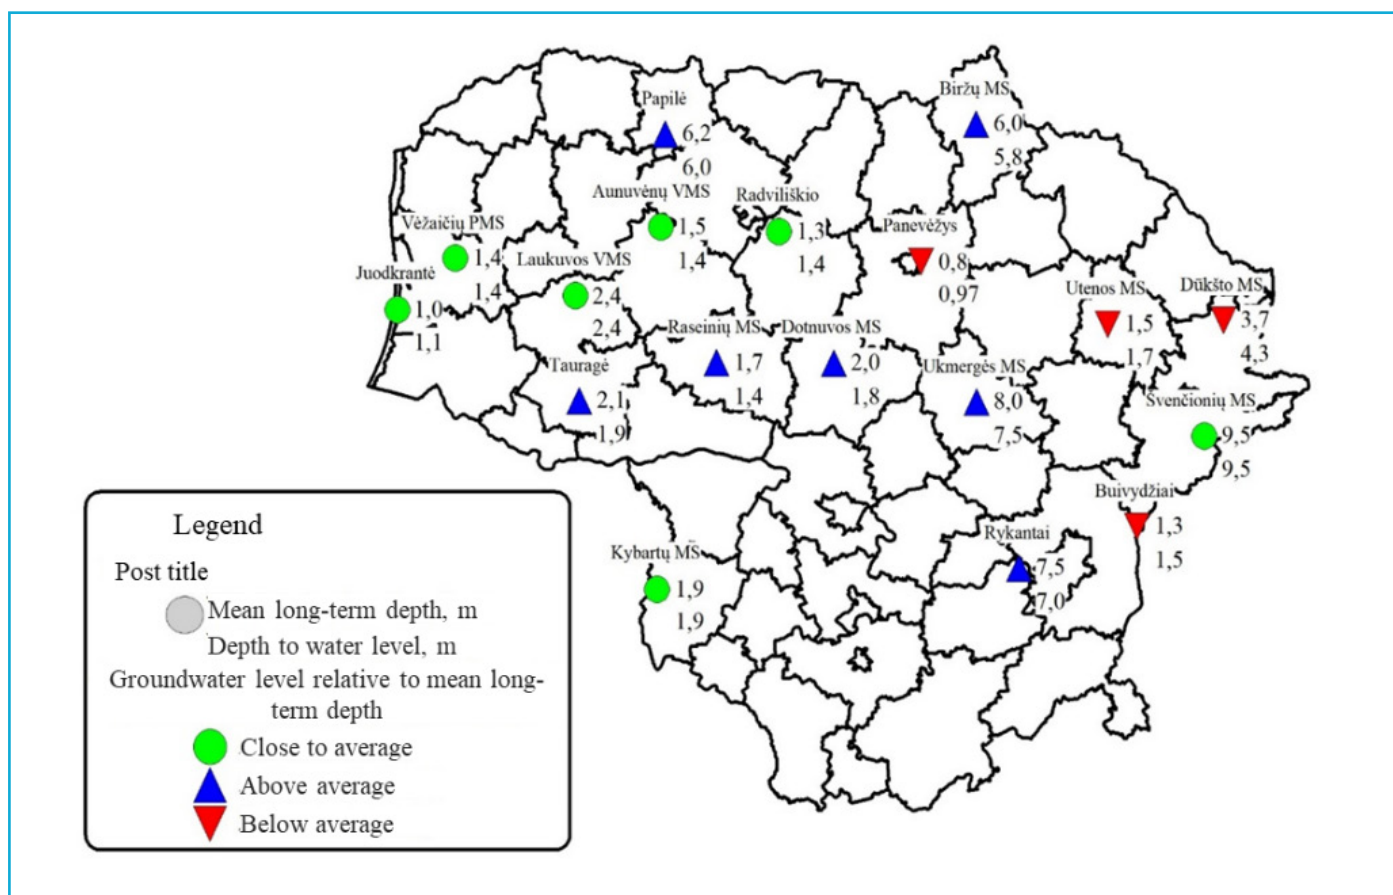 Biržų MS
6,0
5,8
Papilė
6,2
6,0
Aunuvėnų VMS
1,5
1,4
Radviliškio
1,3
1,4
Panevėžys
0,8
0,97
Vėžaičių PMS
1,4
1,4
Laukuvos VMS
2,4
2,4
Juodkrantė
1,0
1,1
Utenos MS
1,5
1,7
Dūkšto MS
3,7
4,3
Raseinių MS
1,7
1,4
Dotnuvos MS
2,0
1,8
Tauragė
2,1
1,9
Ukmergės MS
8,0
7,5
Švenčionių MS
9,5
9,5
Buivydžiai
1,3
1,5
Rykantai
7,5
7,0
Kybartų MS
1,9
1,9
Legend
Post title
Mean long-term depth, m
Depth to water level, m
Groundwater level relative to mean long-
term depth
Close to average
Above average
Below average